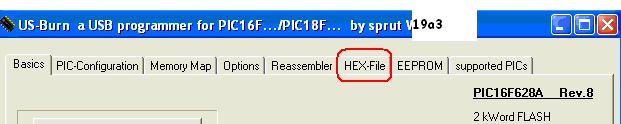 US-Burn a USB programmer for PIC16F.../PIC18F... by sprut V19a3
Basics PIC-Configuration Memory Map Options Reassembler HEX-File EEPROM supported PICs
PIC16F628A Rev.8
2 kWord FLASH